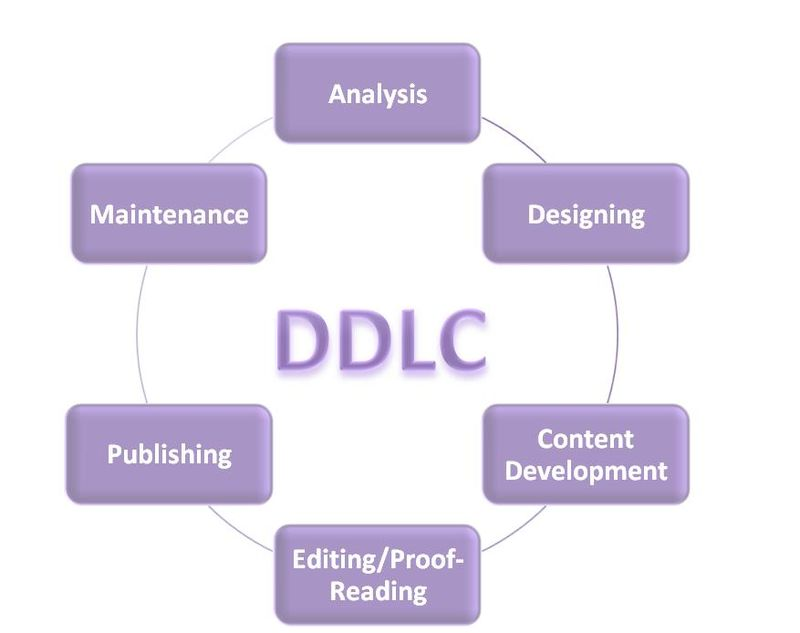 Analysis
Maintenance
Designing
DDLC
Publishing
Content
Development
Editing/Proof-
Reading